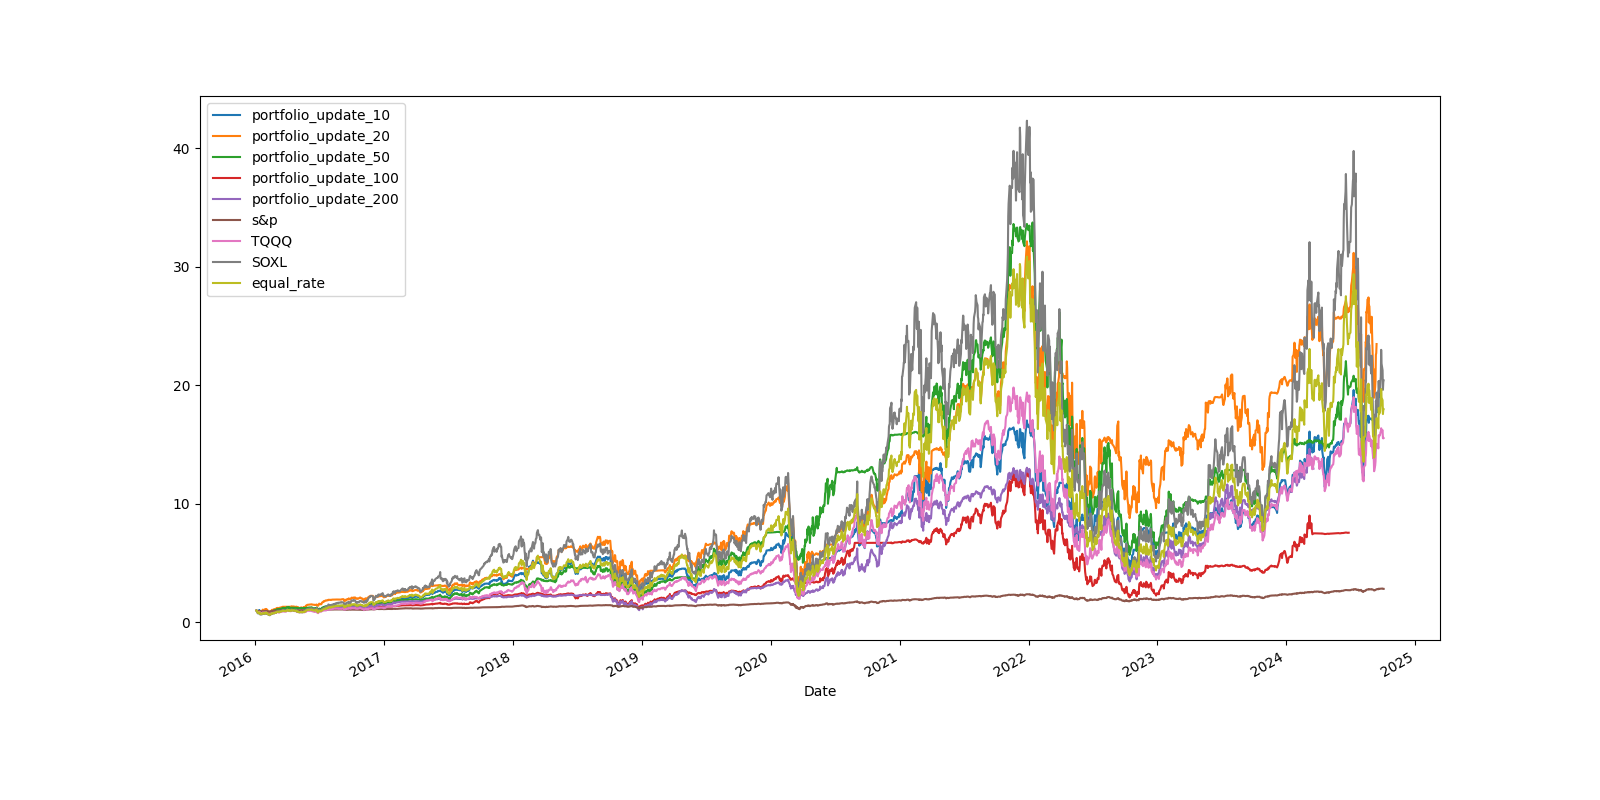 portfolio_update_10
portfolio_update_20
portfolio_update_50
portfolio_update_100
portfolio_update_200
s&p
TQQQ
SOXL
equal_rate
40
30
20
10
0
2016
2017
2018
2019
2020
2021
2022
2023
2024
2025
Date